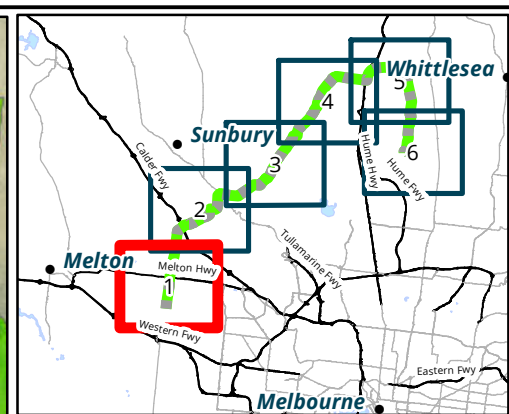 Whittlesea
5
4
Sunbury
Hume Hwy
6
Calder Fwy
3
Hume Fwy
2
Tullamarine Fwy
Melton
Melton Hwy
1
Western Fwy
Eastern Fwy
Melbourne